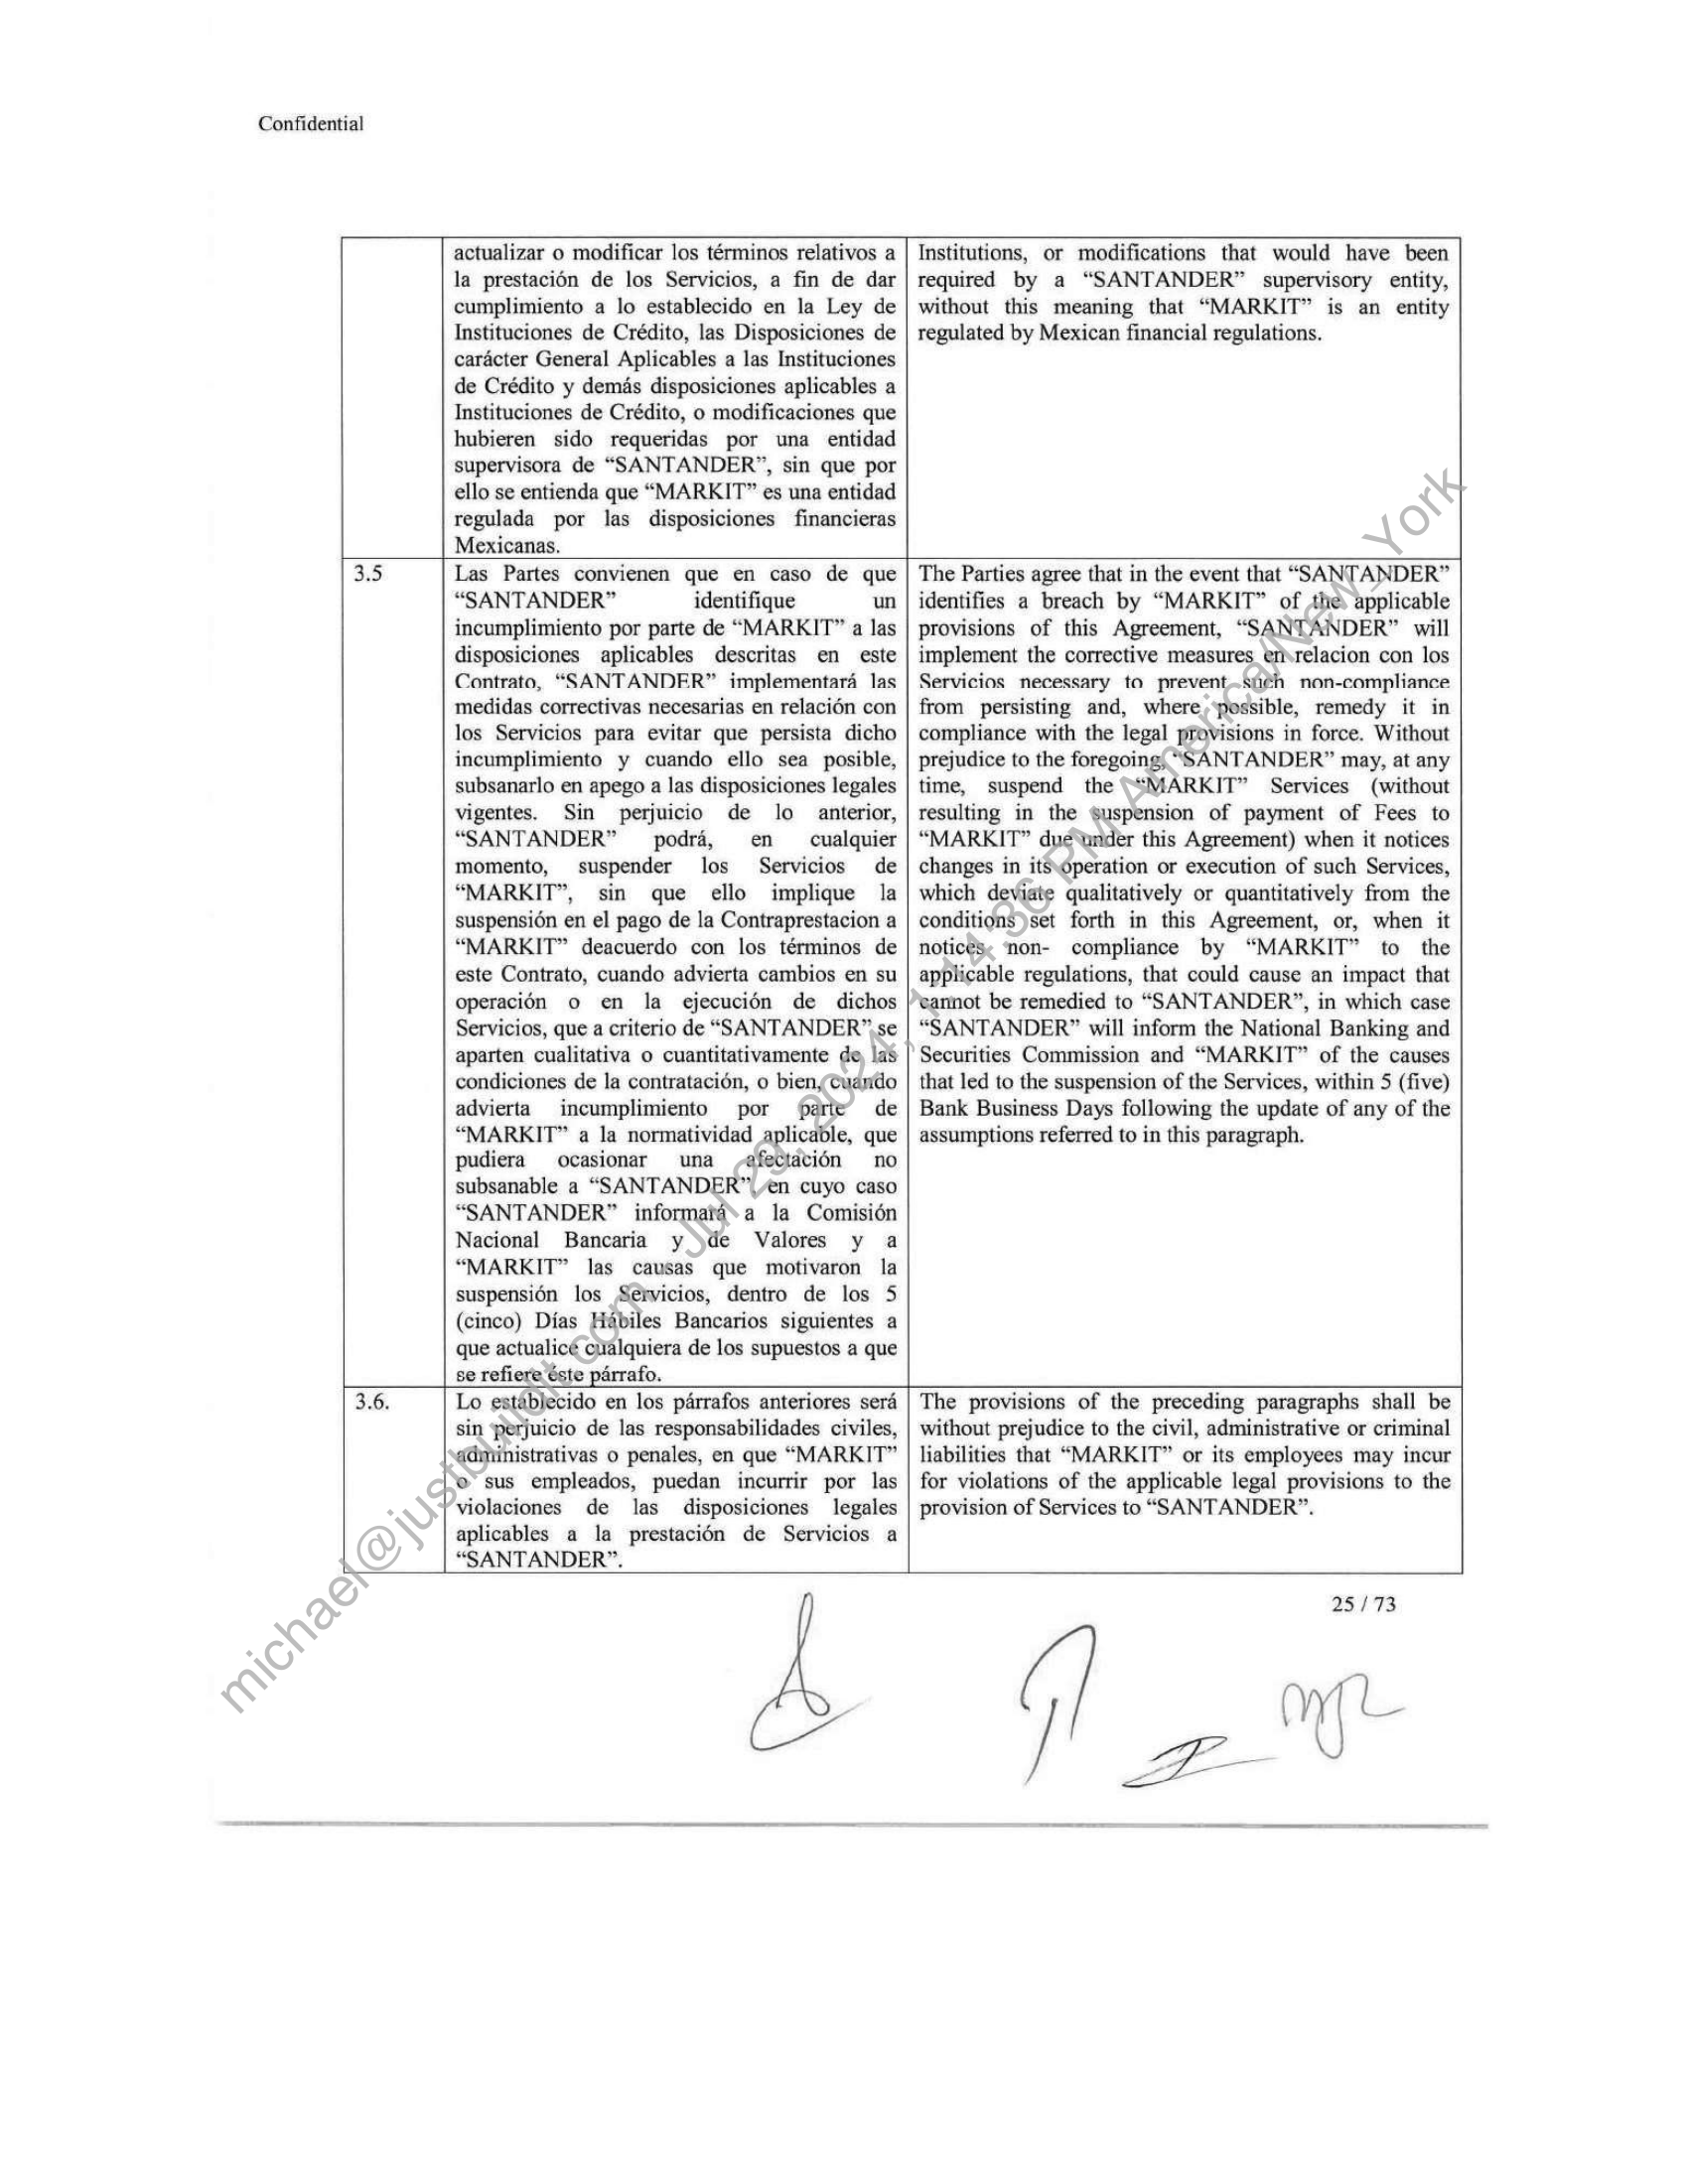 Confidential
actualizar o modificar los términos relativos a
la prestación de los Servicios, a fin de dar
cumplimiento a lo establecido en la Ley de
Instituciones de Crédito, las Disposiciones de
carácter General Aplicables a las Instituciones
de Crédito y demás disposiciones aplicables a
Instituciones de Crédito, o modificaciones que
hubieren sido requeridas por una entidad
supervisora de “SANTANDER”, sin que por
ello se entienda que “MARKIT” es una entidad
regulada por las disposiciones financieras
Mexicanas.
Institutions, or modifications that would have been
required by a “SANTANDER” supervisory entity,
without this meaning that “MARKIT” is an entity
regulated by Mexican financial regulations.
3.5
Las Partes convienen que en caso de que
“SANTANDER” identifique un
incumplimiento por parte de “MARKIT” a las
disposiciones aplicables descritas en este
Contrato, “SANTANDER” implementará las
medidas correctivas necesarias en relación con
los Servicios para evitar que persista dicho
incumplimiento y cuando ello sea posible,
subsanarlo en apego a las disposiciones legales
vigentes. Sin perjuicio de lo anterior,
“SANTANDER” podrá, en cualquier
momento, suspender los Servicios de
“MARKIT”, sin que ello implique la
suspensión en el pago de la Contraprestacion a
“MARKIT” deacuerdo con los términos de
este Contrato, cuando advierta cambios en su
operación o en la ejecución de dichos
Servicios, que a criterio de “SANTANDER” se
aparten cualitativa o cuantitativamente de las
condiciones de la contratación, o bien, cuando
advierta incumplimiento por parte de
“MARKIT” a la normatividad aplicable, que
pudiera ocasionar una afectación no
subsanable a “SANTANDER” en cuyo caso
“SANTANDER” informará a la Comisión
Nacional Bancaria y de Valores y a
“MARKIT” las causas que motivaron la
suspensión los Servicios, dentro de los 5
(cinco) Días Hábiles Bancarios siguientes a
que actualice cualquiera de los supuestos a que
se refiere éste párrafo.
The Parties agree that in the event that “SANTANDER”
identifies a breach by “MARKIT” of the applicable
provisions of this Agreement, “SANTANDER” will
implement the corrective measures en relacion con los
Servicios necessary to prevent such non-compliance
from persisting and, where possible, remedy it in
compliance with the legal provisions in force. Without
prejudice to the foregoing, “SANTANDER” may, at any
time, suspend the “MARKIT” Services (without
resulting in the suspension of payment of Fees to
“MARKIT” due under this Agreement) when it notices
changes in its operation or execution of such Services,
which deviate qualitatively or quantitatively from the
conditions set forth in this Agreement, or, when it
notices non- compliance by “MARKIT” to the
applicable regulations, that could cause an impact that
cannot be remedied to “SANTANDER”, in which case
“SANTANDER” will inform the National Banking and
Securities Commission and “MARKIT” of the causes
that led to the suspension of the Services, within 5 (five)
Bank Business Days following the update of any of the
assumptions referred to in this paragraph.
3.6.
Lo establecido en los párrafos anteriores será
sin perjuicio de las responsabilidades civiles,
administrativas o penales, en que “MARKIT”
o sus empleados, puedan incurrir por las
violaciones de las disposiciones legales
aplicables a la prestación de Servicios a
“SANTANDER”.
The provisions of the preceding paragraphs shall be
without prejudice to the civil, administrative or criminal
liabilities that “MARKIT” or its employees may incur
for violations of the applicable legal provisions to the
provision of Services to “SANTANDER”.
25 / 73
michael@justbuildit.com - Jul 29, 2024, 1:14:36 PM America/New_York